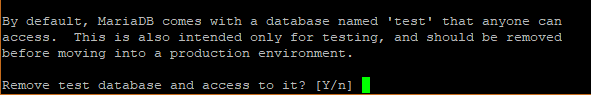 By default, MariaDB comes with a database named 'test' that anyone can
access.  This is also intended only for testing, and should be removed
before moving into a production environment.
Remove test database and access to it? [Y/n]